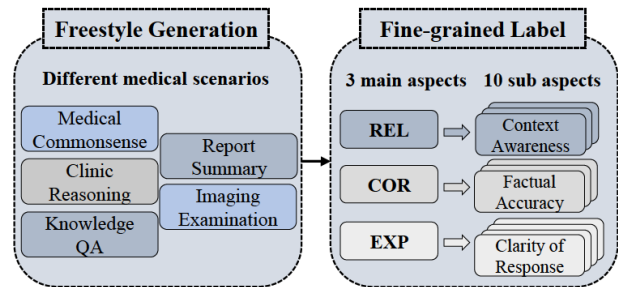 Freestyle Generation
Different medical scenarios
Medical
Commonsense
Clinic
Reasoning
Knowledge
QA
Report
Summary
Imaging
Examination
Fine-grained Label
3 main aspects
10 sub aspects
REL
Context
Awareness
COR
Factual
Accuracy
EXP
Clarity of
Response